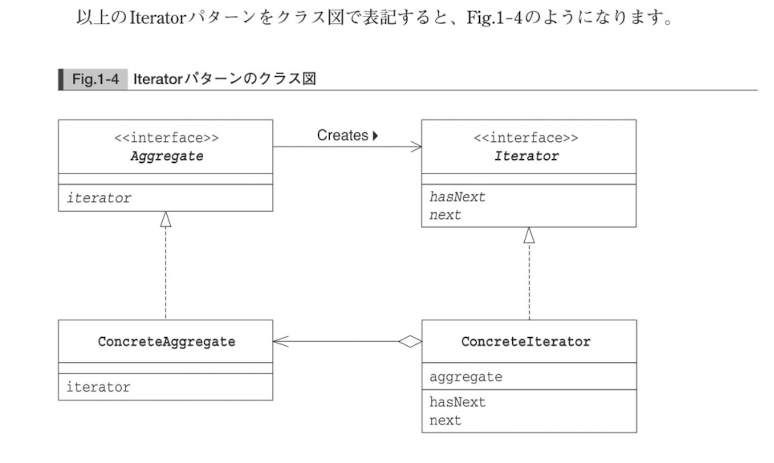 以上のIteratorパターンをクラス図で表記すると、Fig.1-4のようになります。
Fig.1-4 Iteratorパターンのクラス図
<<interface>>
Aggregate
iterator
Creates
<<interface>>
Iterator
hasNext
next
ConcreteAggregate
iterator
ConcreteIterator
aggregate
hasNext
next